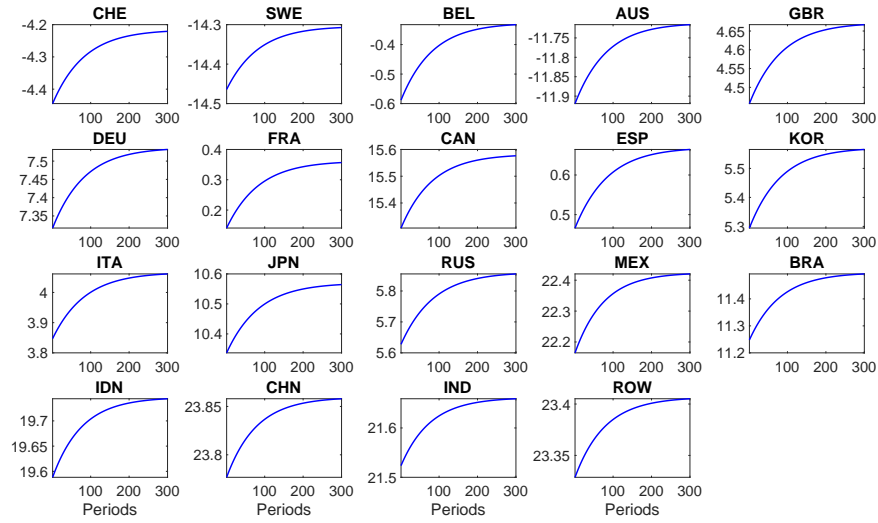 CHE
SWE
BEL
AUS
GBR
-4.2
-4.4
100 200 300
-14.3
-14.4
-14.5
100 200 300
-0.4
-0.6
100 200 300
-11.75
-11.8
-11.85
-11.9
100 200 300
4.65
4.6
4.55
4.5
100 200 300
DEU
FRA
CAN
ESP
KOR
7.5
7.45
7.4
7.35
100 200 300
0.4
0.3
0.2
100 200 300
15.6
15.5
15.4
100 200 300
0.6
0.5
100 200 300
5.5
5.4
5.3
100 200 300
ITA
JPN
RUS
MEX
BRA
4
3.9
3.8
100 200 300
10.6
10.5
10.4
100 200 300
5.8
5.7
5.6
100 200 300
22.4
22.3
22.2
100 200 300
11.4
11.3
11.2
100 200 300
IDN
CHN
IND
ROW
19.7
19.65
19.6
100 200 300
Periods
23.85
23.8
100 200 300
Periods
21.6
21.5
100 200 300
Periods
23.4
23.35
100 200 300
Periods